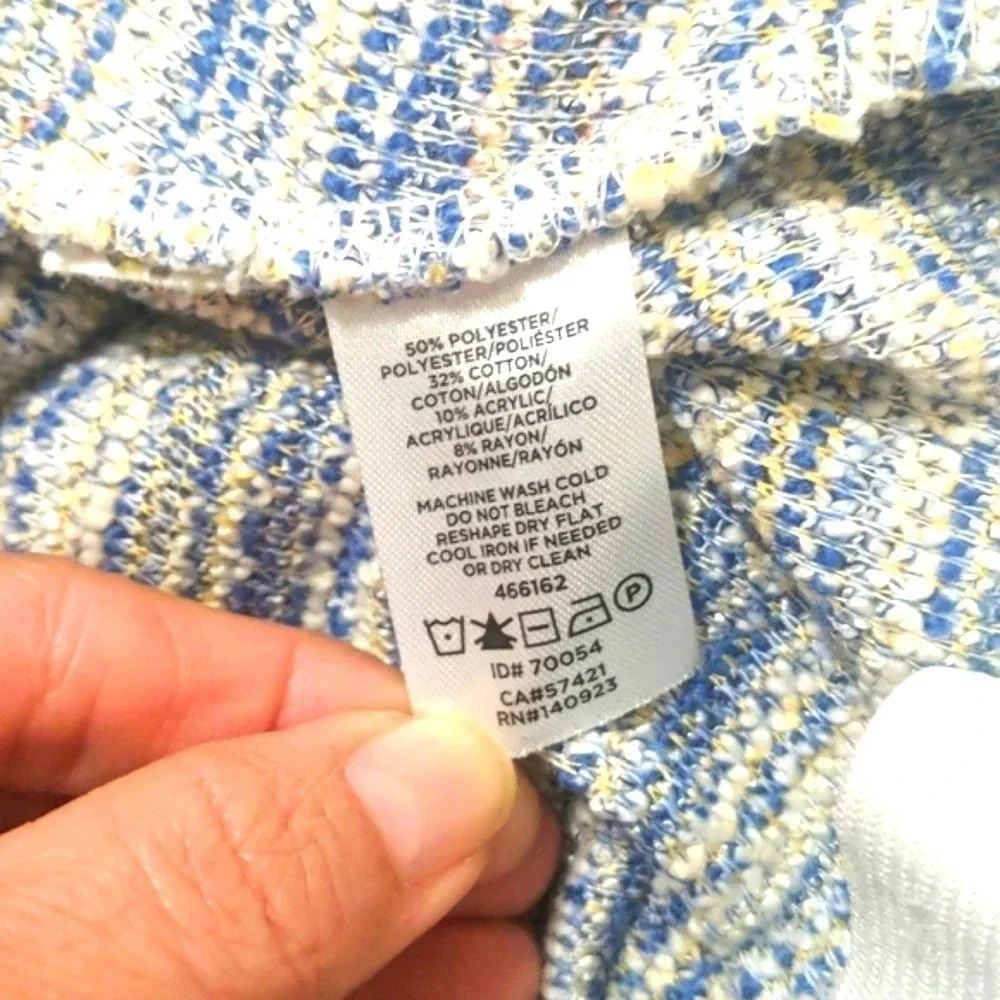 50% POLYESTER/
POLYESTER/POLIÉSTER
32% COTTON/
COTON/ALGODÓN
10% ACRYLIC/
ACRYLIQUE/ACRÍLICO
8% RAYON/
RAYONNE/RAYÓN
MACHINE WASH COLD
DO NOT BLEACH
RESHAPE DRY FLAT
COOL IRON IF NEEDED
OR DRY CLEAN
466162
P
ID# 70054
CA#57421
RN#140923